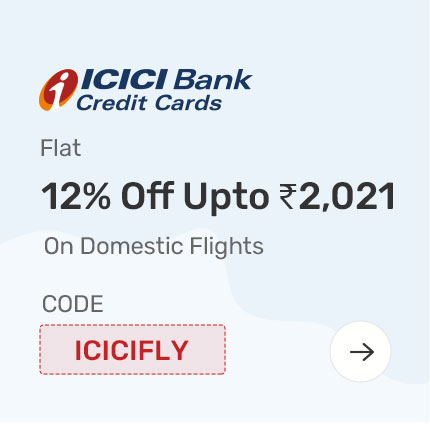 ICICI Bank
Credit Cards
Flat
12% Off Upto ₹2,021
On Domestic Flights
CODE
ICICIFLY